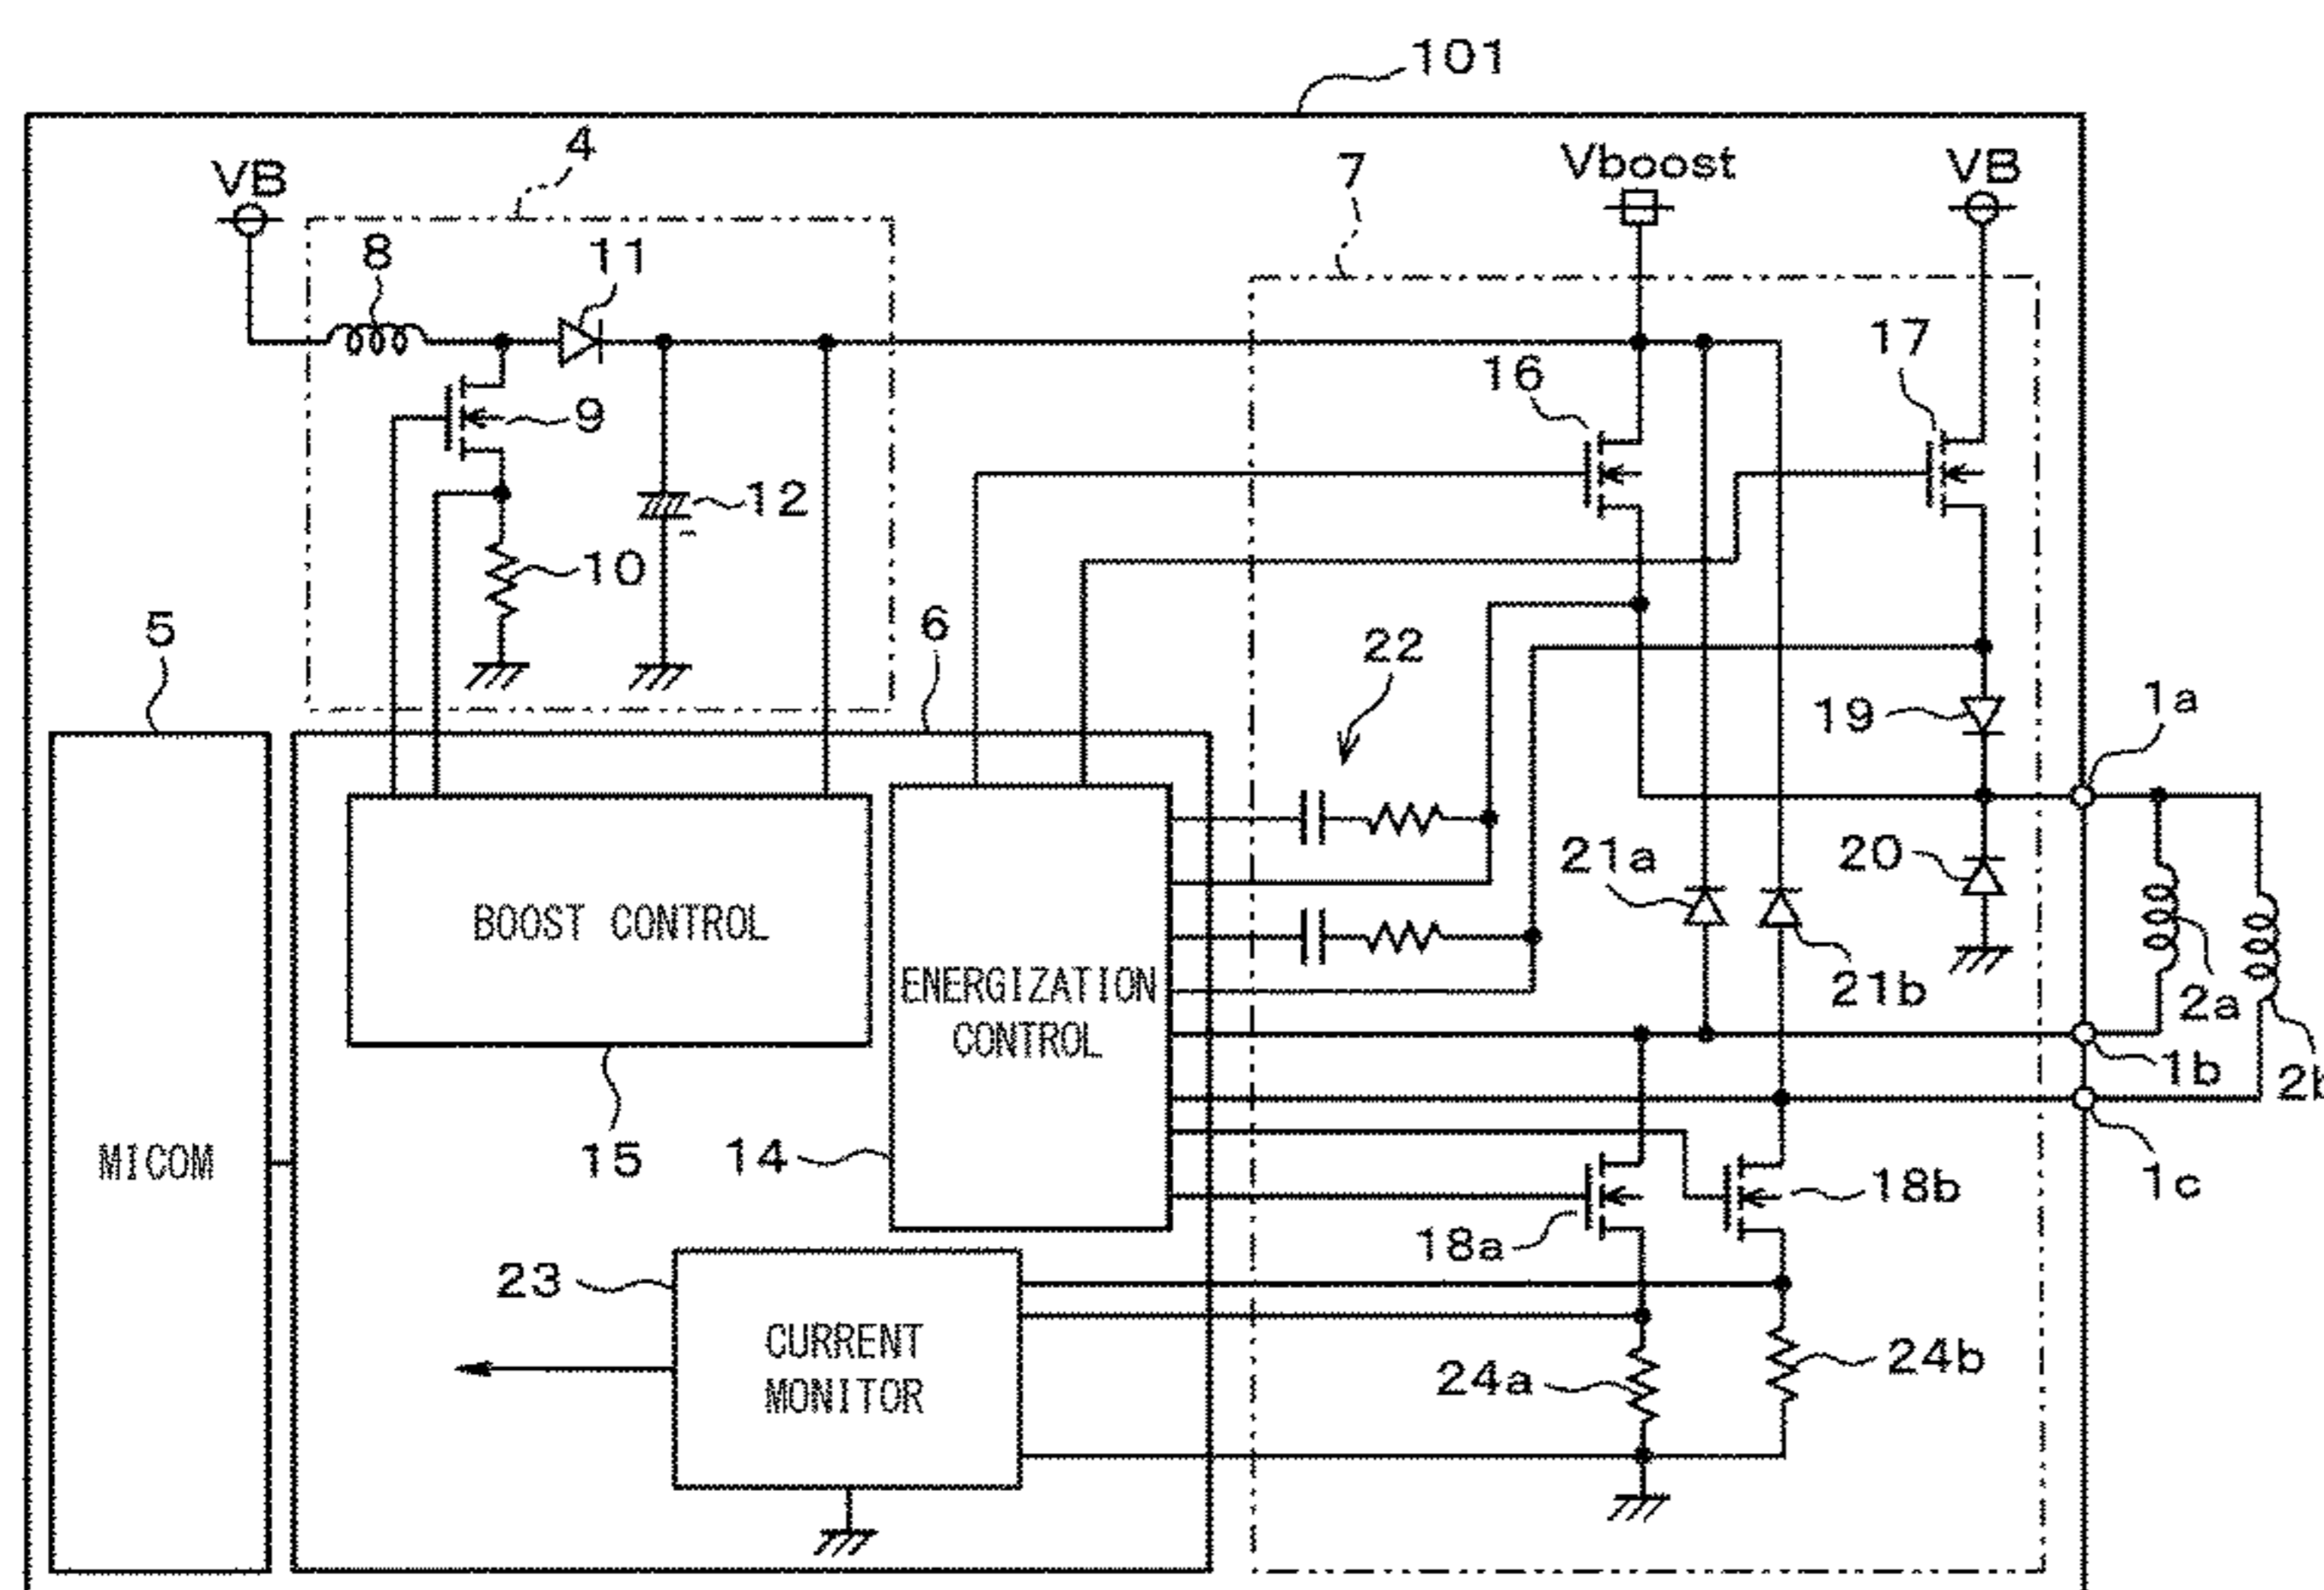 101
4
VB
Vboost
VB
7
8
11
17
16
9
12
10
5
6
22
19
1a
21a
20
BOOST CONTROL
ENERGIZATION
CONTROL
21b
2a
1b
MICOM
15
14
18b
1c
18a
23
CURRENT
MONITOR
24a
24b